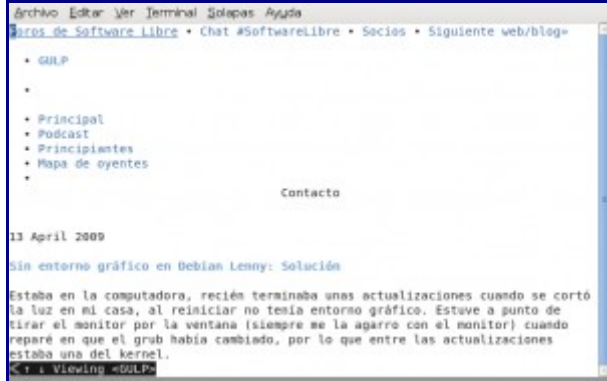 Archivo Editar Ver Terminal Solapas Ayuda
Foros de Software Libre • Chat #SoftwareLibre • Socios • Siguiente web/blog»
• GULP
•
• Principal
• Podcast
• Principiantes
• Mapa de oyentes
•
Contacto
13 April 2009
Sin entorno gráfico en Debian Lenny: Solución
Estaba en la computadora, recién terminaba unas actualizaciones cuando se cortó
la luz en mi casa, al reiniciar no tenía entorno gráfico. Estuve a punto de
tirar el monitor por la ventana (siempre me la agarro con el monitor) cuando
reparé en que el grub había cambiado, por lo que entre las actualizaciones
estaba una del kernel.
<↑ ↓ Viewing <GULP>